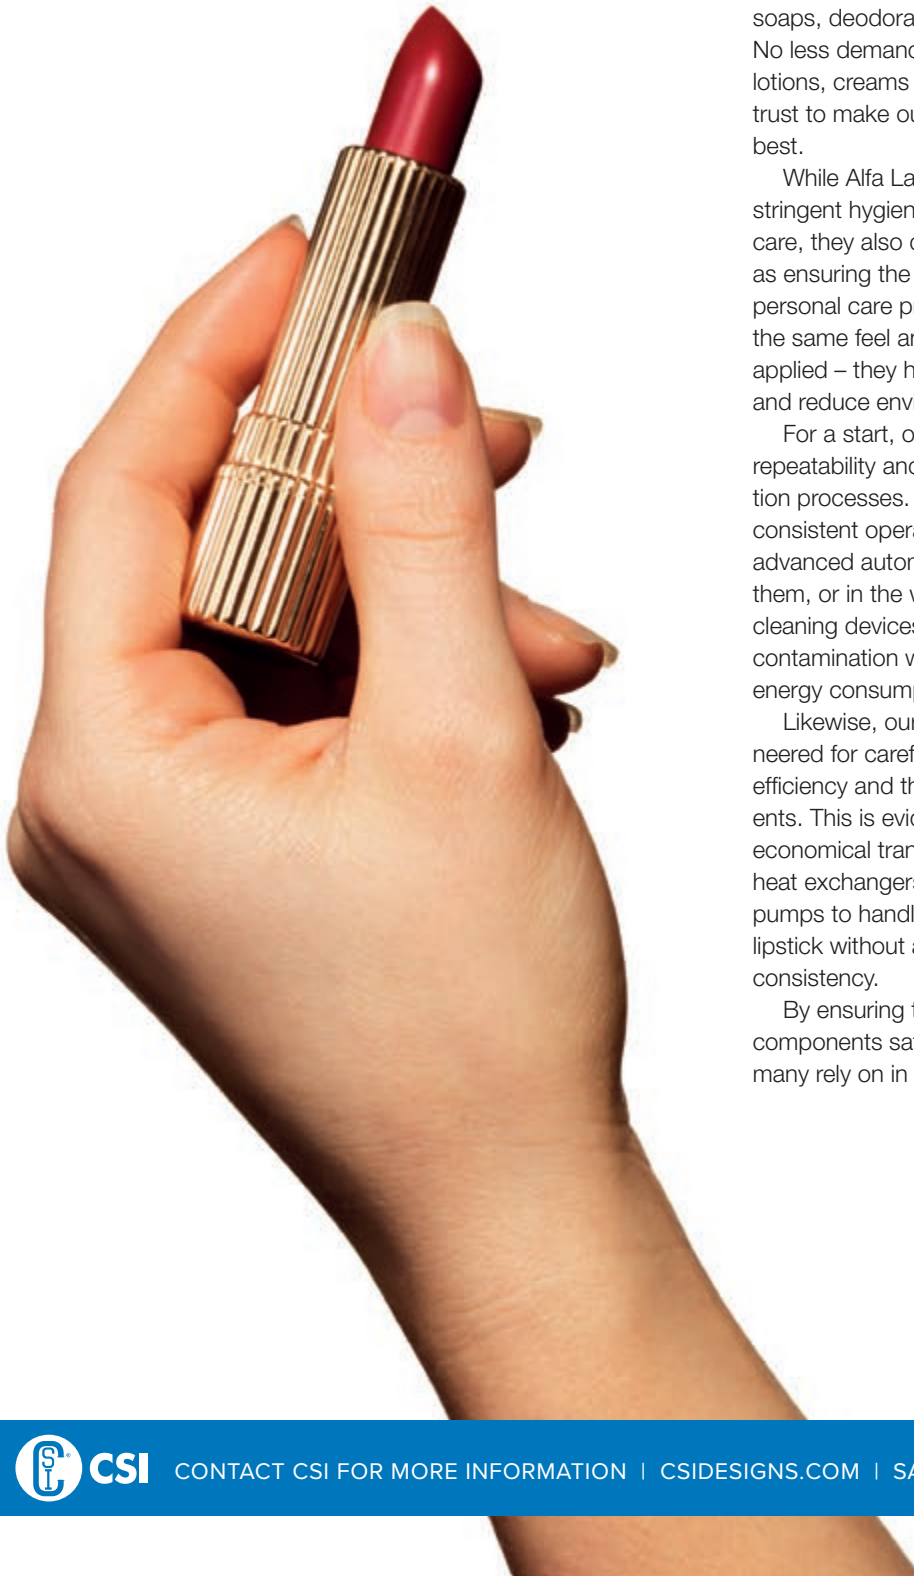 soaps, deodora
No less demand
lotions, creams
trust to make ou
best.
While Alfa La
stringent hygien
care, they also
as ensuring the
personal care p
the same feel a
applied – they h
and reduce envi
For a start, o
repeatability and
tion processes.
consistent opera
advanced autor
them, or in the
cleaning devices
contamination
energy consump
Likewise, our
neered for caref
efficiency and th
ents. This is evic
economical tran
heat exchangers
pumps to handl
lipstick without
consistency.
By ensuring
components sa
many rely on in
CSI CSI CONTACT CSI FOR MORE INFORMATION | CSIDESIGNS.COM | SA